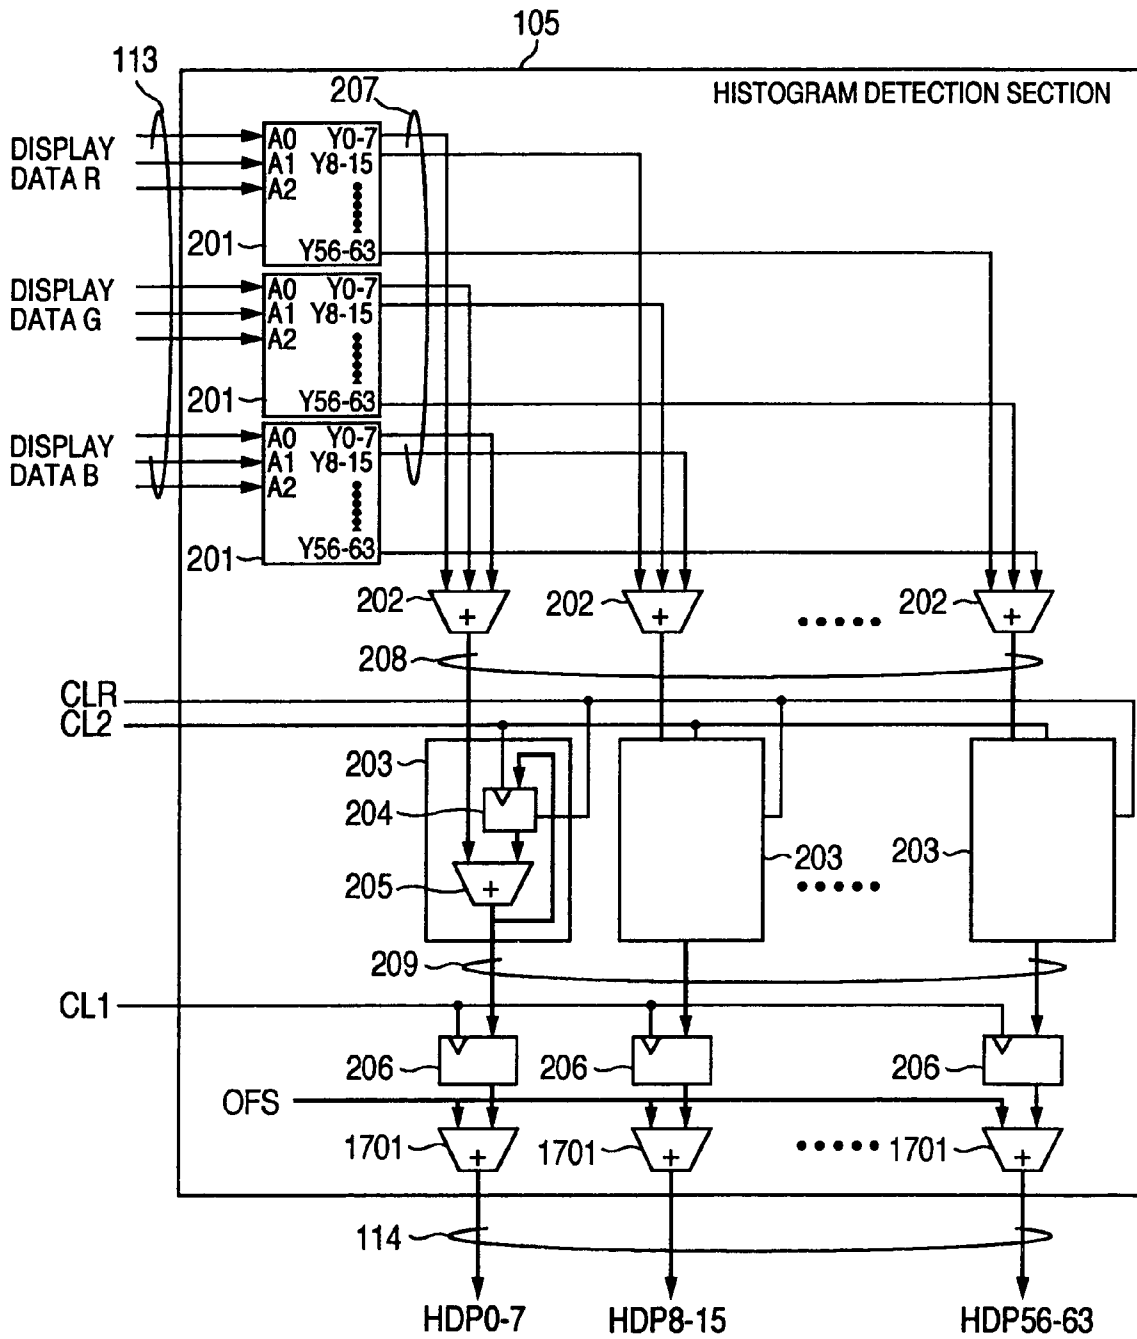 105
113
207
HISTOGRAM DETECTION SECTION
DISPLAY
DATA R
A0 Y0-7
A1 Y8-15
A2
201 Y56-63
DISPLAY
DATA G
A0 Y0-7
A1 Y8-15
A2
201 Y56-63
DISPLAY
DATA B
A0 Y0-7
A1 Y8-15
A2
201 Y56-63
202 + 202 + 202 +
208
CLR
CL2
203
204
203 203
205 +
209
CL1
206 206 206
OFS
1701 + 1701 + 1701 +
114
HDP0-7 HDP8-15 HDP56-63